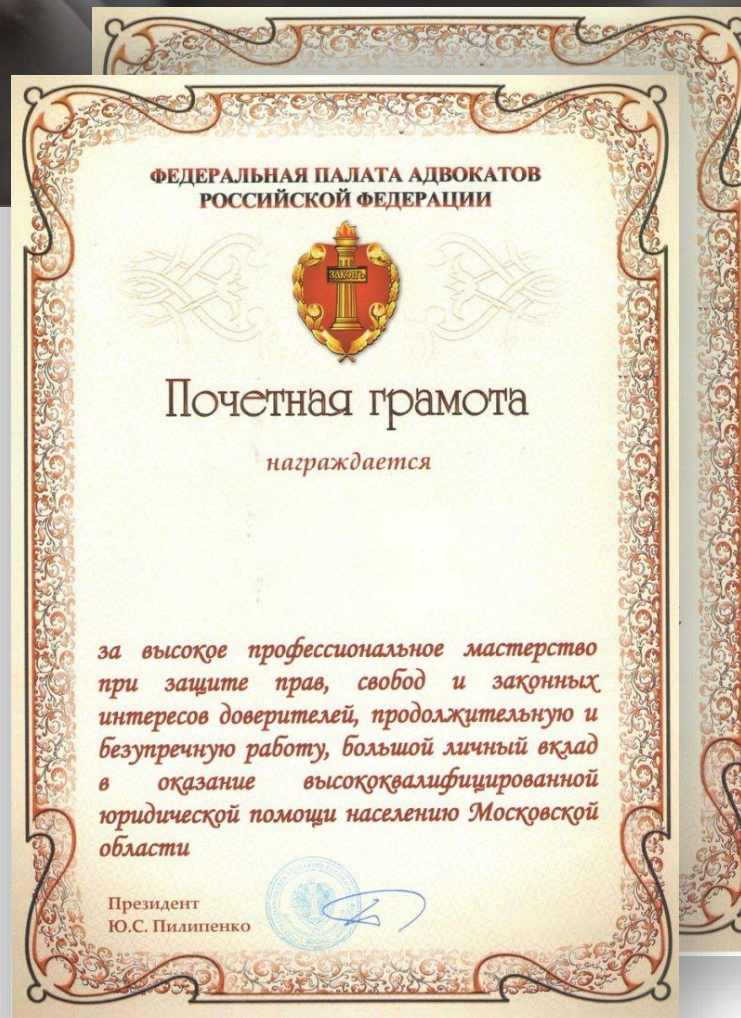 ФЕДЕРАЛЬНАЯ ПАЛАТА АДВОКАТОВ
РОССИЙСКОЙ ФЕДЕРАЦИИ
ЗАКОНЪ
Почетная грамота
награждается
за высокое профессиональное мастерство
при защите прав, свобод и законных
интересов доверителей, продолжительную и
безупречную работу, большой личный вклад
в оказание высококвалифицированной
юридической помощи населению Московской
области
Президент
Ю.С. Пилипенко